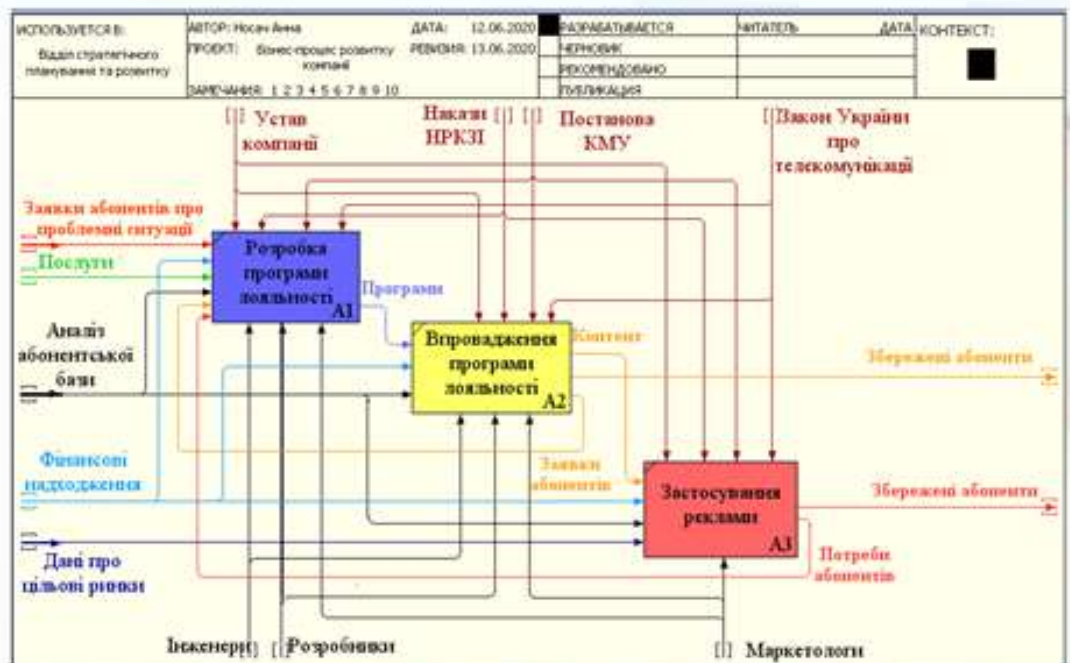 ИСПОЛЬЗУЕТСЯ В:
Відділ стратегічного
планування та розвитку
АВТОР: Носач Анна
ДАТА: 12.06.2020
ПРОЕКТ: Бізнес-процес розвитку
компанії
РЕВИЗИЯ: 13.06.2020
ЗАМЕЧАНИЯ: 1 2 3 4 5 6 7 8 9 10
РАЗРАБАТЫВАЕТСЯ
ЧЕРНОВИК
РЕКОМЕНДОВАНО
ПУБЛИКАЦИЯ
ЧИТАТЕЛЬ
ДАТА
КОНТЕКСТ:
Устав
компанії
Накази
НРКЗІ
Постанова
КМУ
Закон України
про
телекомунікації
Заявки абонентів про
проблемні ситуації
Послуги
Аналіз
абонентської
бази
Фінансові
надходження
Дані про
цільові ринки
Розробка
програми
лояльності
A1
Програми
Впровадження
програми
лояльності
A2
Контент
Збережені абоненти
Заявки
абонентів
Застосування
реклами
A3
Збережені абоненти
Потреби
абонентів
Інженери
Розробники
Маркетологи